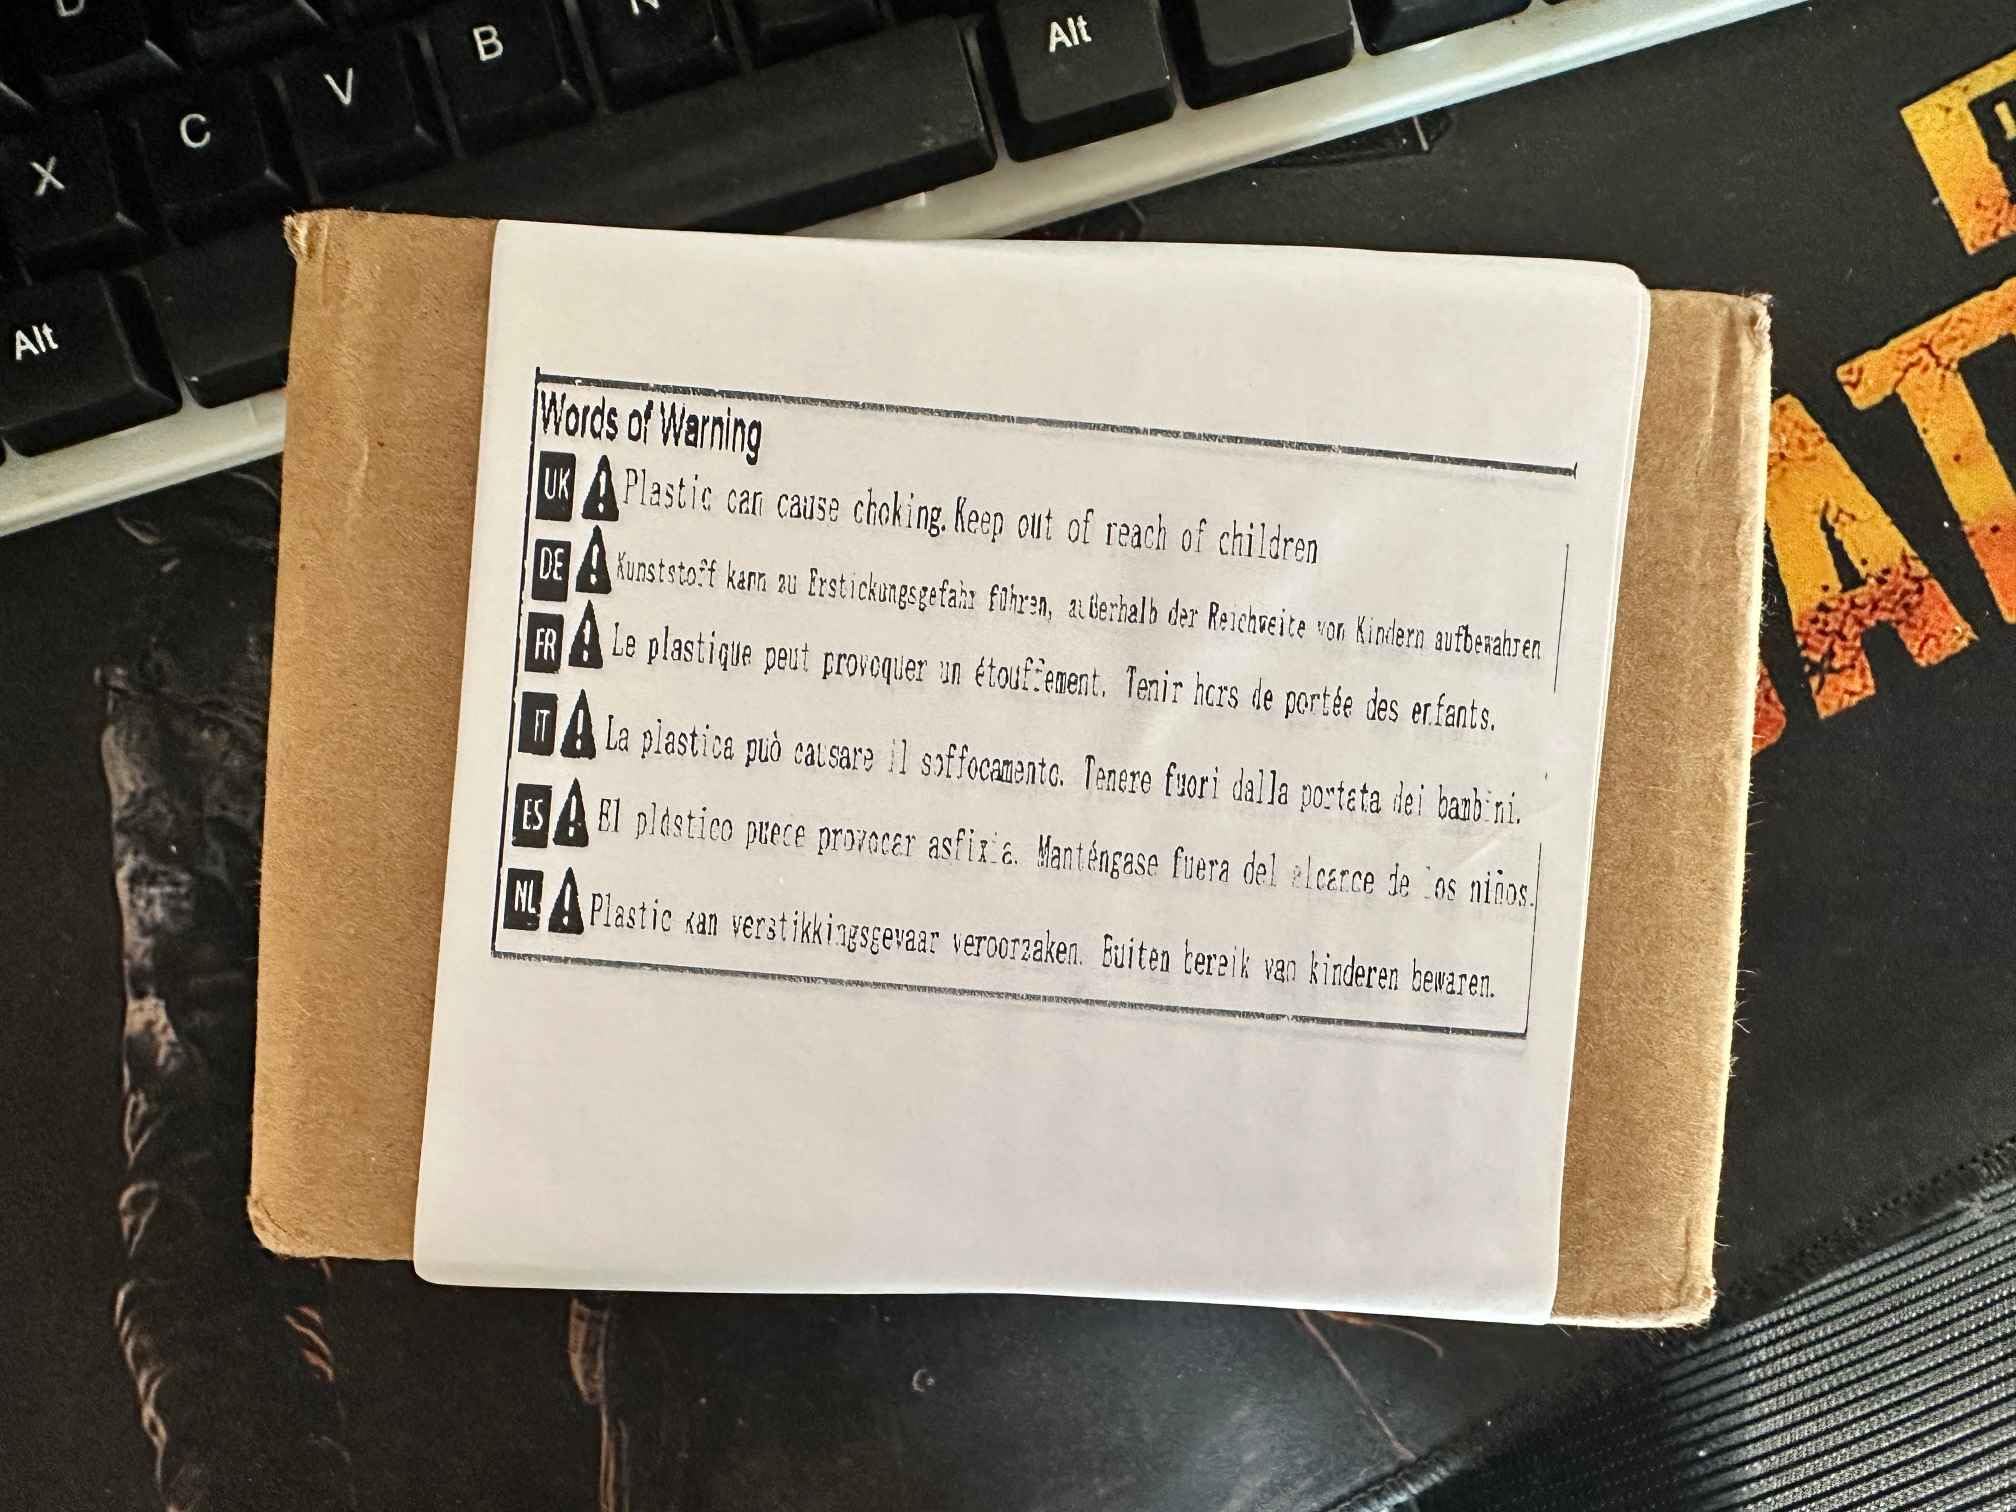 B
Alt
V
C
X
Alt
AT
Words of Warning
UK Plastic can cause choking. Keep out of reach of children
DE Kunststoff kann zu Erstickungsgefahr führen, außerhalb der Reichweite von Kindern aufbewahren
FR Le plastique peut provoquer un étouffement. Tenir hors de portée des enfants.
IT La plastica può causare il soffocamento. Tenere fuori dalla portata dei bambini.
ES El plástico puece provocar asfixia. Manténgase fuera del alcance de los niños.
NL Plastic kan verstikkingsgevaar veroorzaken. Buiten bereik van kinderen bewaren.